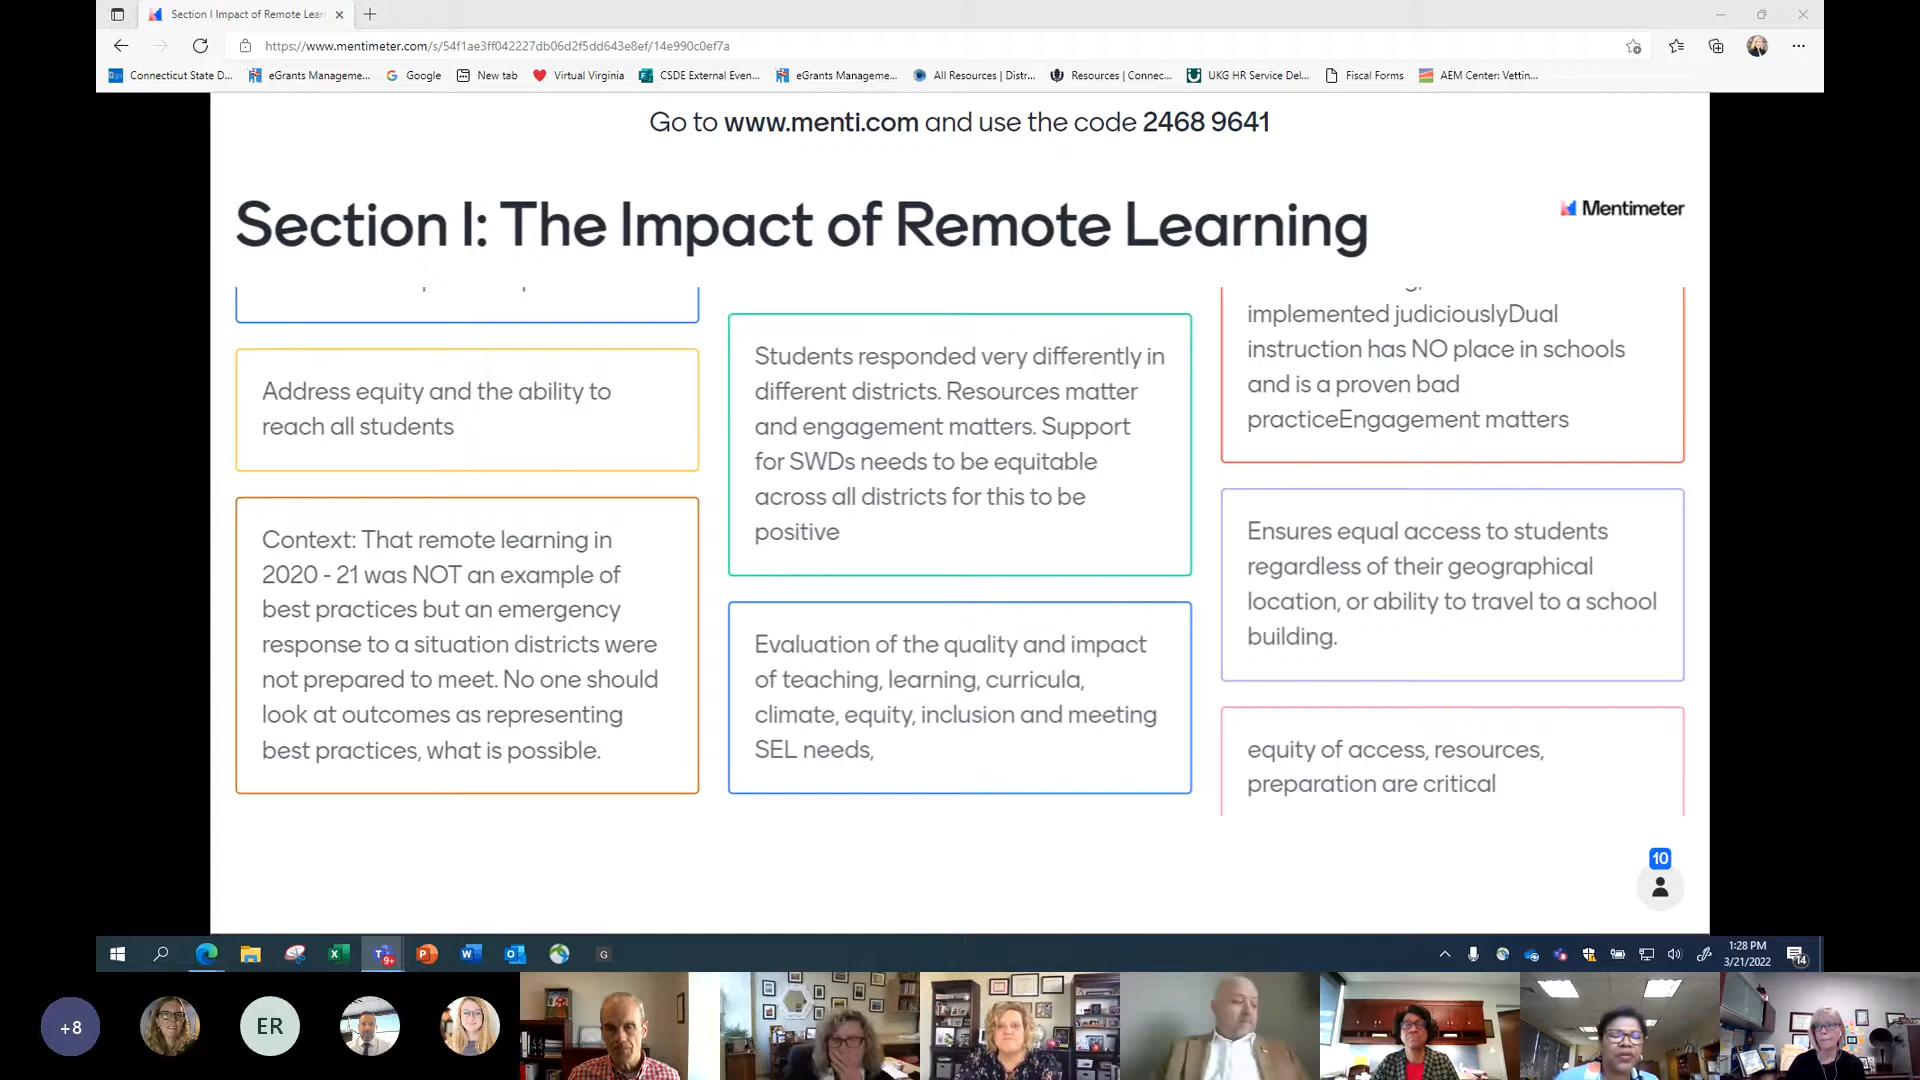 Section I Impact of Remote Lear
https://www.mentimeter.com/s/54f1ae3ff042227db06d2f5dd643e8ef/14e990c0ef7a
Connecticut State D...
eGrants Manageme...
Google
New tab
Virtual Virginia
CSDE External Even...
eGrants Manageme...
All Resources | Distr...
Resources | Connec...
UKG HR Service Del...
Fiscal Forms
AEM Center: Vettin...
Go to www.menti.com and use the code 2468 9641
Section I: The Impact of Remote Learning
Mentimeter
Address equity and the ability to
reach all students
Context: That remote learning in
2020 - 21 was NOT an example of
best practices but an emergency
response to a situation districts were
not prepared to meet. No one should
look at outcomes as representing
best practices, what is possible.
Students responded very differently in
different districts. Resources matter
and engagement matters. Support
for SWDs needs to be equitable
across all districts for this to be
positive
Evaluation of the quality and impact
of teaching, learning, curricula,
climate, equity, inclusion and meeting
SEL needs,
implemented judiciouslyDual
instruction has NO place in schools
and is a proven bad
practiceEngagement matters
Ensures equal access to students
regardless of their geographical
location, or ability to travel to a school
building.
equity of access, resources,
preparation are critical
10
9+
G
1:28 PM
3/21/2022
14
+8
ER